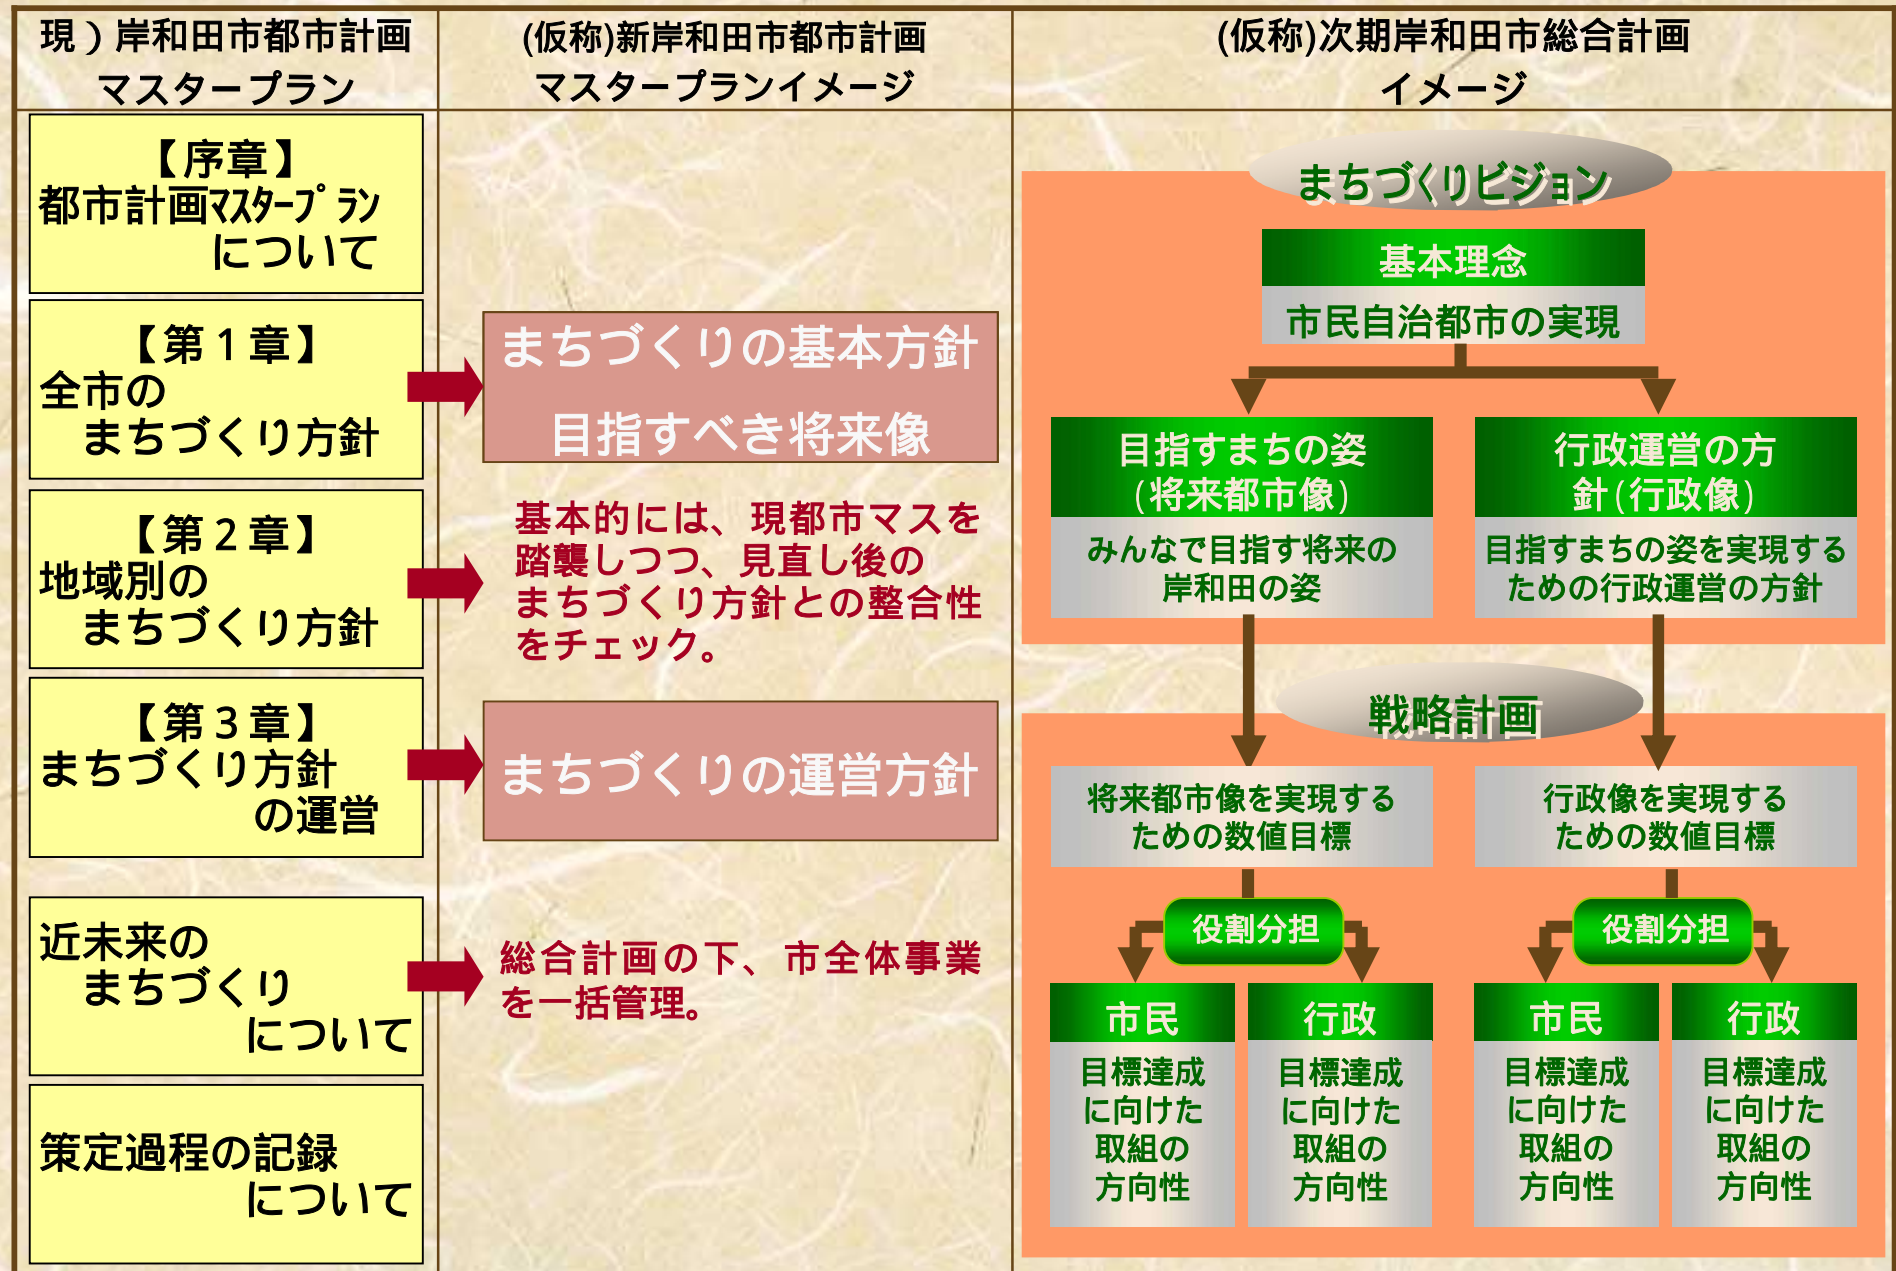 現）岸和田市都市計画
マスタープラン
(仮称)新岸和田市都市計画
マスタープランイメージ
(仮称)次期岸和田市総合計画
イメージ
【序章】
都市計画ﾏｽﾀｰﾌﾟﾗﾝ
について
【第１章】
全市の
まちづくり方針
【第２章】
地域別の
まちづくり方針
【第３章】
まちづくり方針
の運営
近未来の
まちづくり
について
策定過程の記録
について
まちづくりの基本方針
目指すべき将来像
基本的には、現都市マスを
踏襲しつつ、見直し後の
まちづくり方針との整合性
をチェック。
まちづくりの運営方針
総合計画の下、市全体事業
を一括管理。
まちづくりビジョン
基本理念
市民自治都市の実現
目指すまちの姿
(将来都市像)
みんなで目指す将来の
岸和田の姿
行政運営の方
針(行政像)
目指すまちの姿を実現する
ための行政運営の方針
戦略計画
将来都市像を実現する
ための数値目標
行政像を実現する
ための数値目標
役割分担
役割分担
市民
目標達成
に向けた
取組の
方向性
行政
目標達成
に向けた
取組の
方向性
市民
目標達成
に向けた
取組の
方向性
行政
目標達成
に向けた
取組の
方向性